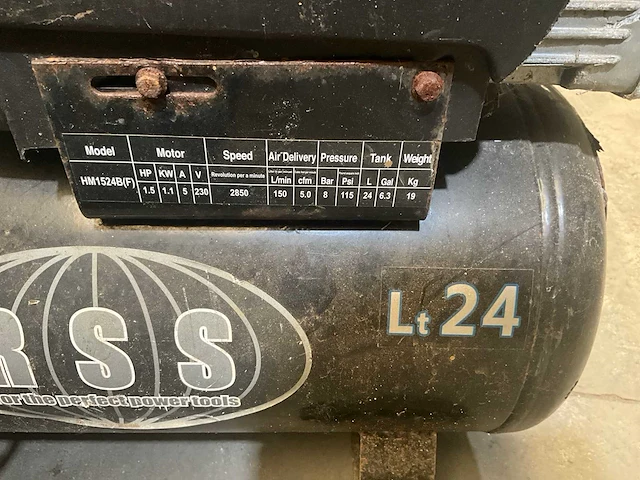 Model Motor Speed Air Delivery Pressure Tank Weight
HM1524B(F) HP KW A V Revolution per a minute L/min cfm Bar Psi L Gal Kg
1.5 1.1 5 230 2850 150 5.0 8 115 24 6.3 19
Lt 24
RSS
or the perfect power tools